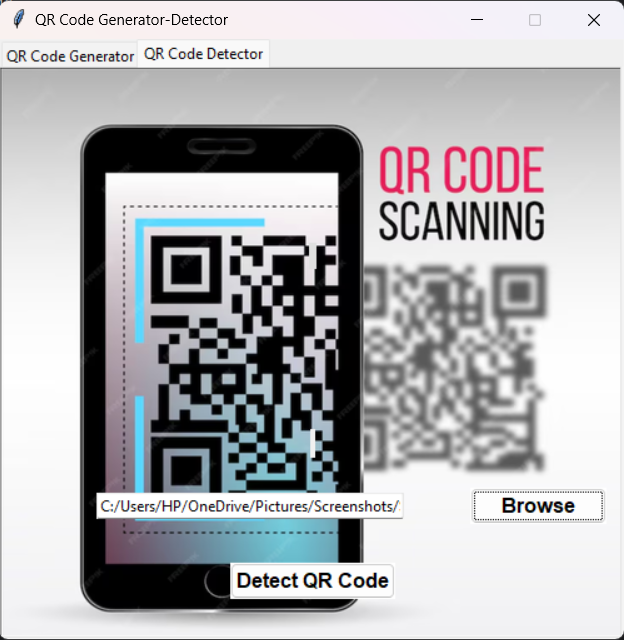 QR Code Generator-Detector
QR Code Generator
QR Code Detector
QR CODE
SCANNING
C:/Users/HP/OneDrive/Pictures/Screenshots/
Browse
Detect QR Code